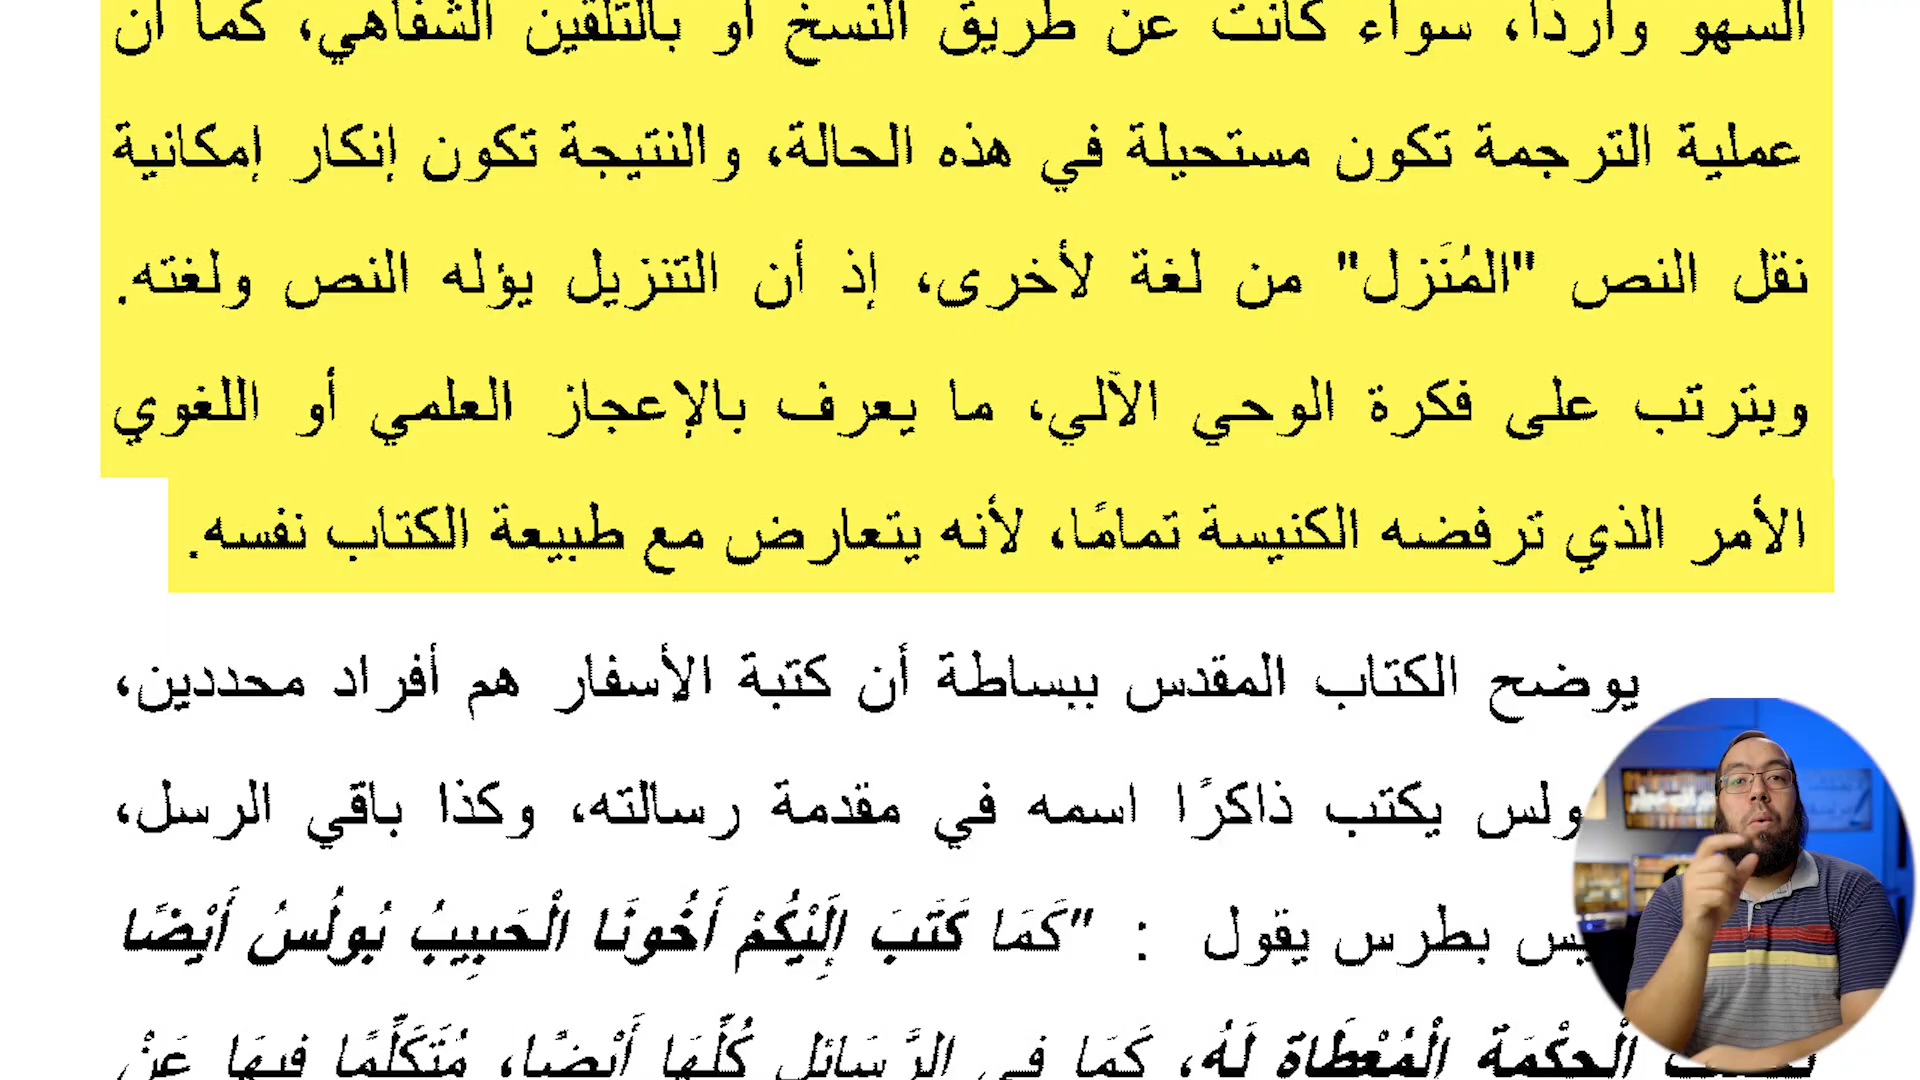 السهو واردًا، سواء كانت عن طريق النسخ أو بالتلقين الشفاهي، كما أن
عملية الترجمة تكون مستحيلة في هذه الحالة، والنتيجة تكون إنكار إمكانية
نقل النص "المُنَزل" من لغة لأخرى، إذ أن التنزيل يؤله النص ولغته.
ويترتب على فكرة الوحي الآلي، ما يعرف بالإعجاز العلمي أو اللغوي
الأمر الذي ترفضه الكنيسة تمامًا، لأنه يتعارض مع طبيعة الكتاب نفسه.
يوضح الكتاب المقدس ببساطة أن كتبة الأسفار هم أفراد محددين،
ولس يكتب ذاكرًا اسمه في مقدمة رسالته، وكذا باقي الرسل،
يس بطرس يقول : "كَمَا كَتَبَ إِلَيْكُمْ أَخُونَا الْحَبِيبُ بُولُسُ أَيْضًا
الْحِكْمَةِ الْمُعْطَاةِ لَهُ، كَمَا فِي الرَّسَائِلِ كُلِّهَا أَيْضًا، مُتَكَلِّمًا فِيهَا عَنْ